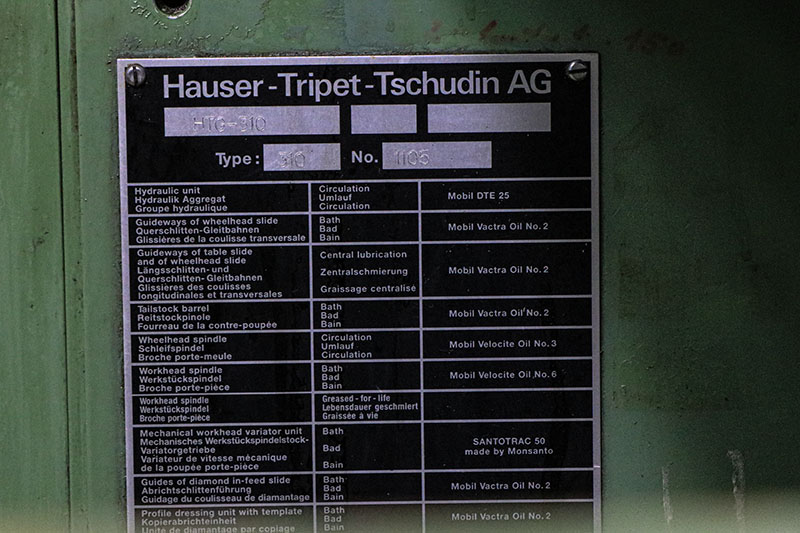 Hauser-Tripet-Tschudin AG
HTG-310
Type: 310 No. 1105
Hydraulic unit
Hydraulik Aggregat
Groupe hydraulique
Circulation
Umlauf
Circulation
Mobil DTE 25
Guideways of wheelhead slide
Querschlitten-Gleitbahnen
Glissières de la coulisse transversale
Bath
Bad
Bain
Mobil Vactra Oil No. 2
Guideways of table slide
and of wheelhead slide
Längsschlitten- und
Querschlitten-Gleitbahnen
Glissières des coulisses
longitudinales et transversales
Central lubrication
Zentralschmierung
Graissage centralisé
Mobil Vactra Oil No. 2
Tailstock barrel
Reitstockpinole
Fourreau de la contre-poupée
Bath
Bad
Bain
Mobil Vactra Oil No. 2
Wheelhead spindle
Schleifspindel
Broche porte-meule
Circulation
Umlauf
Circulation
Mobil Velocite Oil No. 3
Workhead spindle
Werkstückspindel
Broche porte-pièce
Bath
Bad
Bain
Mobil Velocite Oil No. 6
Workhead spindle
Werkstückspindel
Broche porte-pièce
Greased - for - life
Lebensdauer geschmiert
Graissée à vie
Mechanical workhead variator unit
Mechanisches Werkstückspindelstock-
Variatorgetriebe
Variateur de vitesse mécanique
de la poupée porte-pièce
Bath
Bad
Bain
SANTOTRAC 50
made by Monsanto
Guides of diamond in-feed slide
Abrichtschlittenführung
Guidage du coulisseau de diamantage
Bath
Bad
Bain
Mobil Vactra Oil No. 2
Profile dressing unit with template
Kopierabrichteinheit
Unité de diamantage par copiage
Bath
Bad
Bain
Mobil Vactra Oil No. 2